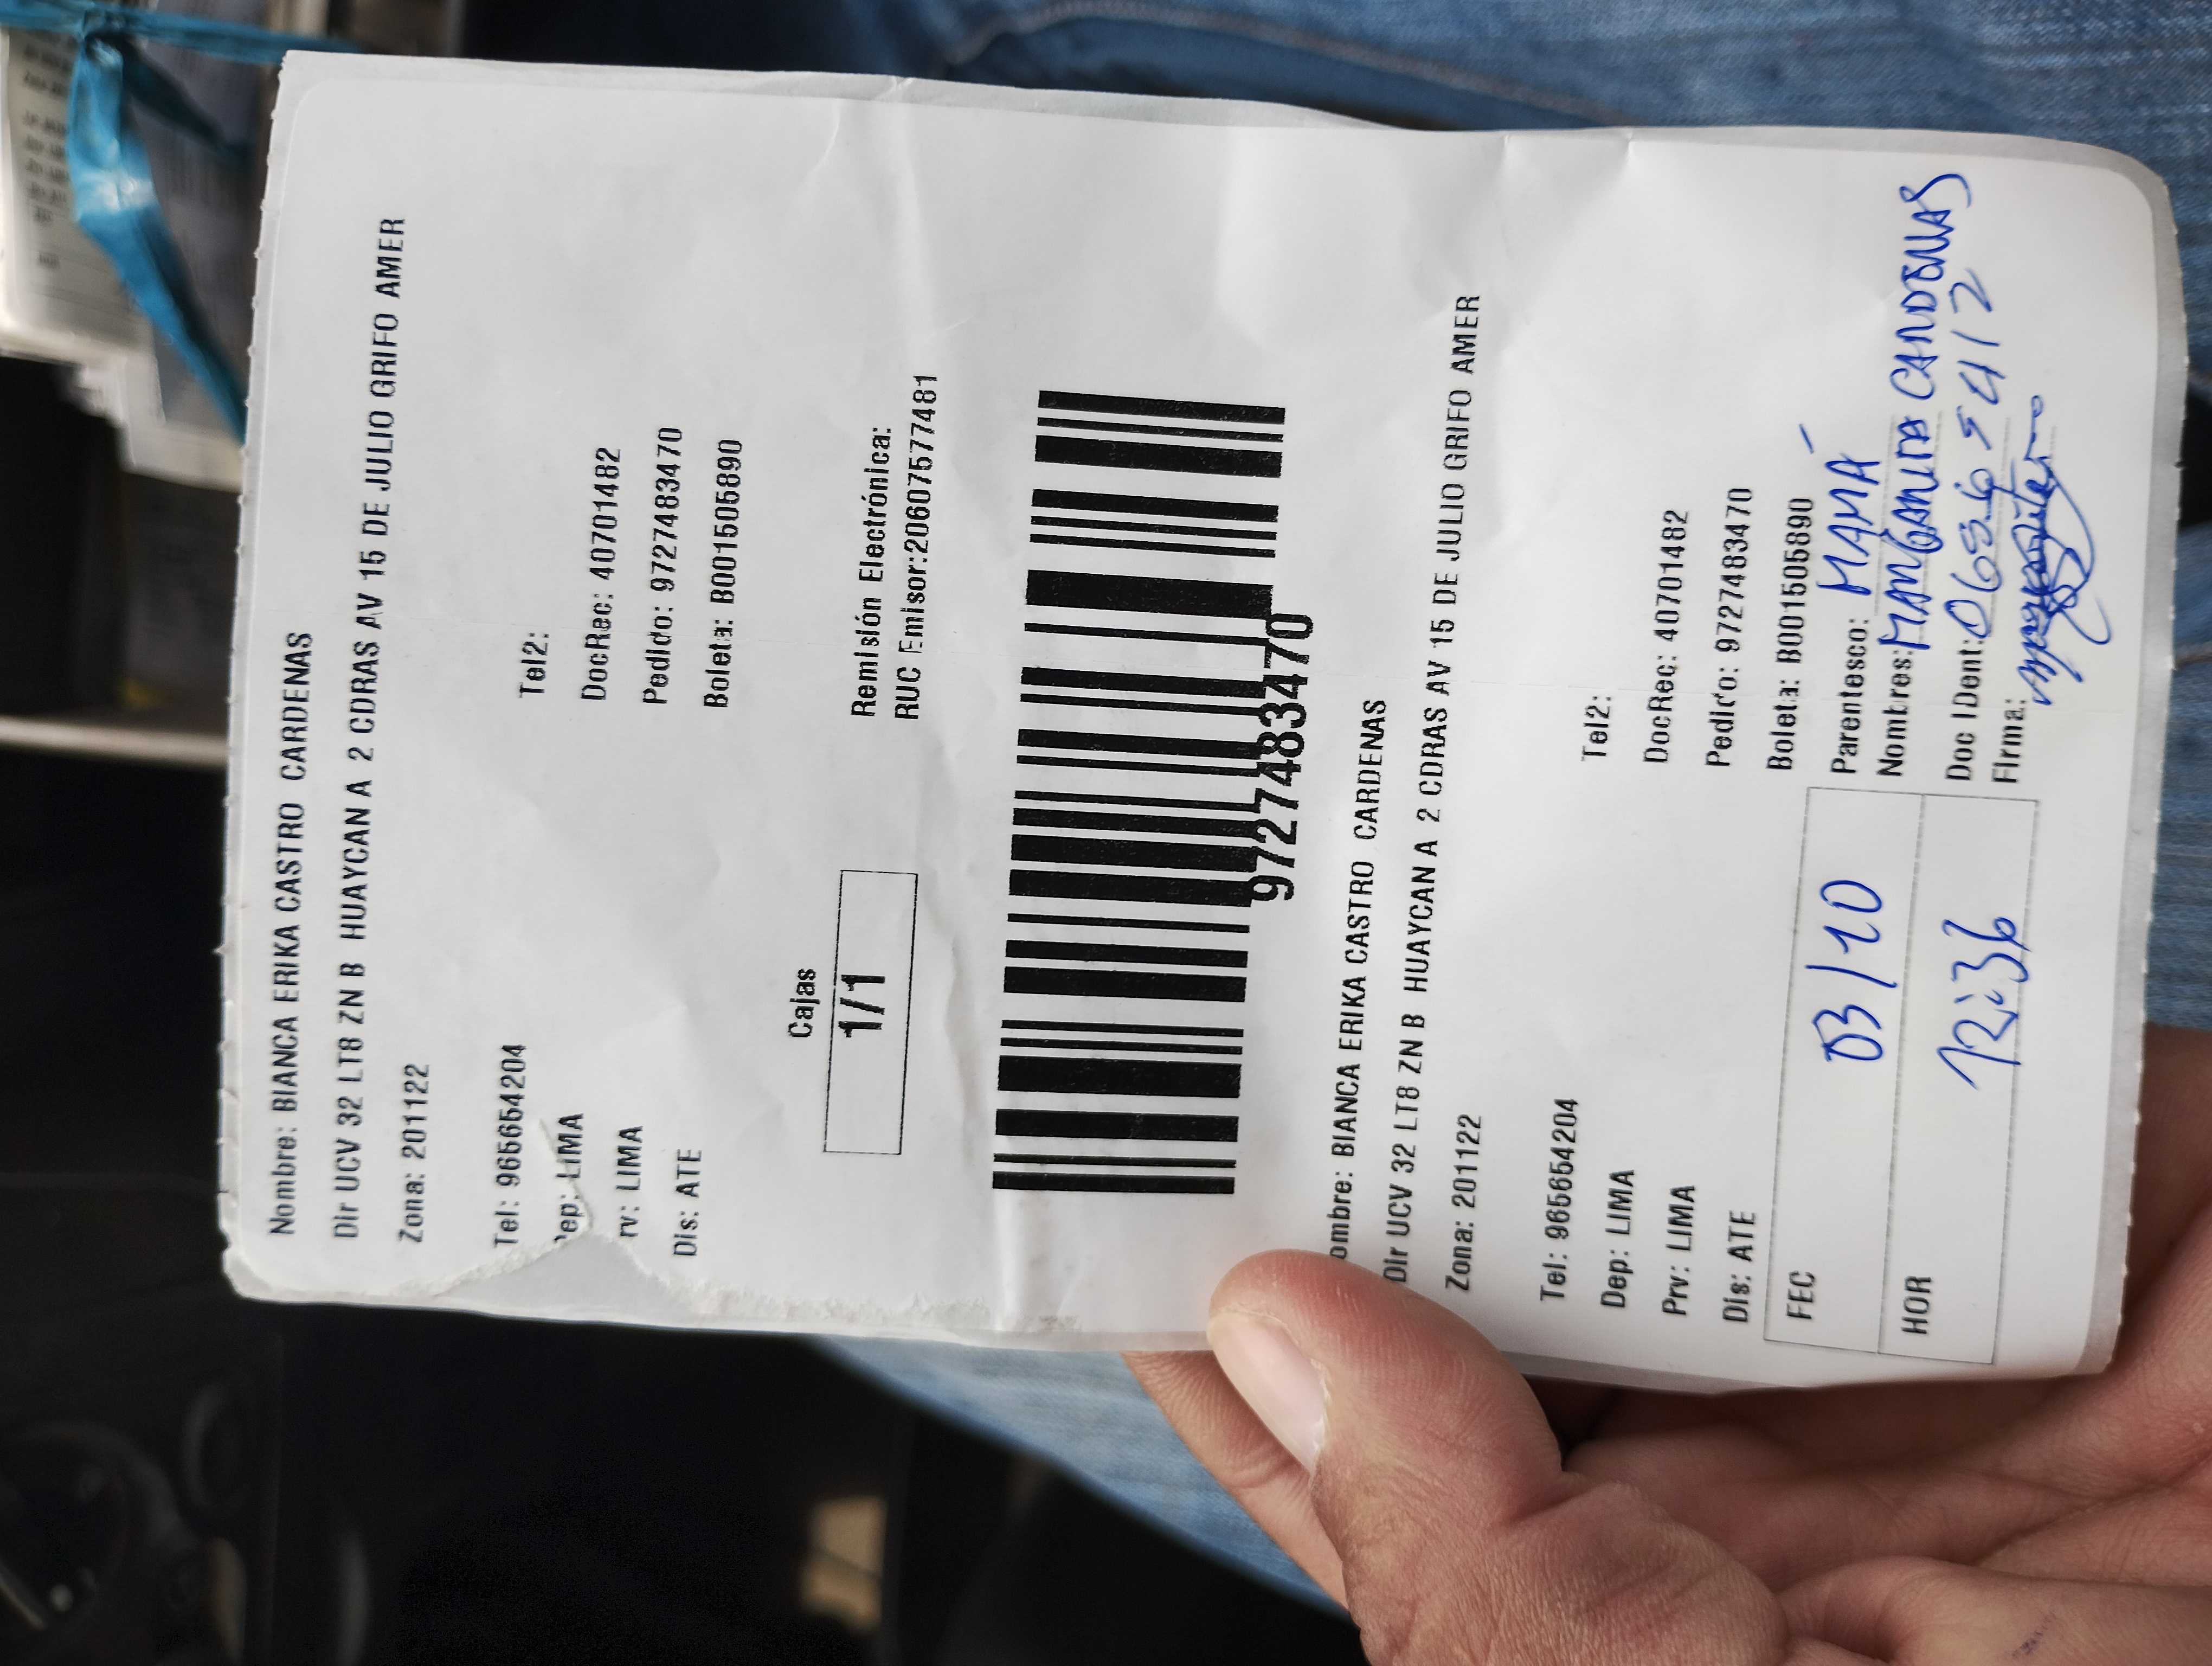 Nombre: BIANCA ERIKA CASTRO CARDENAS
Dir UCV 32 LT8 ZN B HUAYCAN A 2 CDRAS AV 15 DE JULIO GRIFO AMER
Zona: 201122
Tel: 965654204 Tel2:
Dep: LIMA DocRec: 40701482
rv: LIMA Pedido: 9727483470
Dis: ATE Boleta: B001505890
Cajas
1/1
Remisión Electrónica:
RUC Emisor:20607577481
9727483470
ombre: BIANCA ERIKA CASTRO CARDENAS
Dir UCV 32 LT8 ZN B HUAYCAN A 2 CDRAS AV 15 DE JULIO GRIFO AMER
Zona: 201122
Tel: 965654204 Tel2:
Dep: LIMA DocRec: 40701482
Prv: LIMA Pedido: 9727483470
Dis: ATE Boleta: B001505890
FEC 03/10 Parentesco: MAMÁ
Nombres: MARGARITA CARDENAS
HOR 12:36 Doc IDent:
Firma: